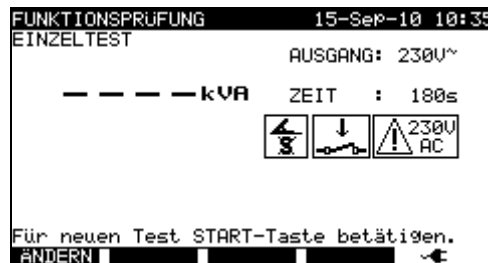 FUNKTIONSPRÜFUNG 15-Sep-10 10:35
EINZELTEST
AUSGANG: 230V~
– – – – kVA ZEIT : 180s
230V
AC
Für neuen Test START-Taste betätigen.
ÄNDERN